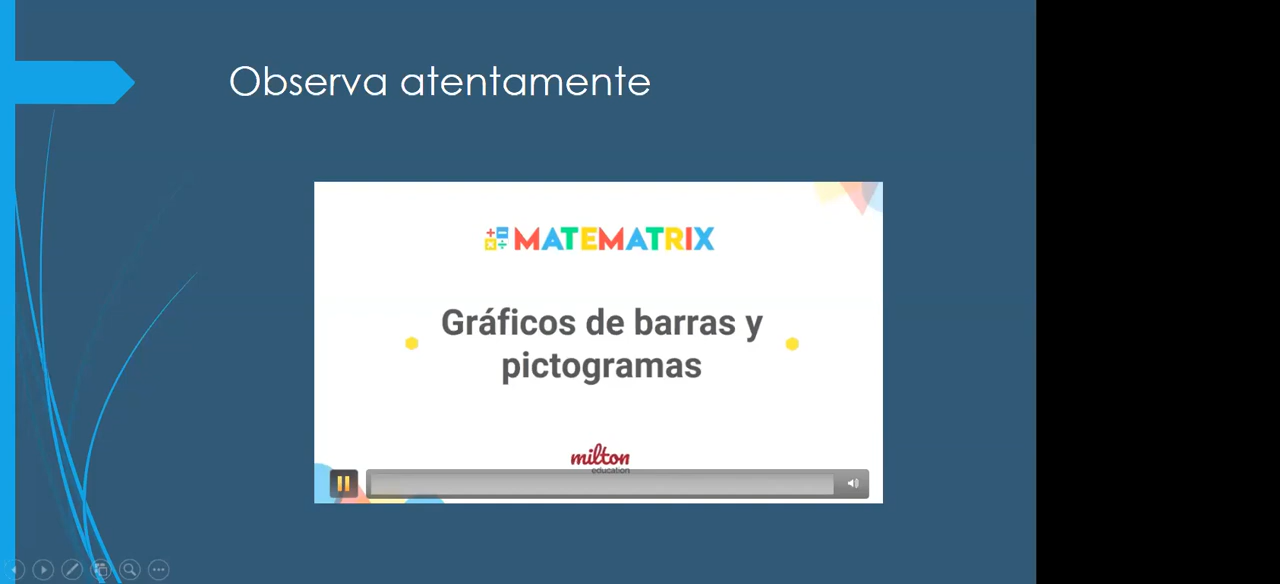 Observa atentamente
MATEMATRIX
Gráficos de barras y
pictogramas
milton
education